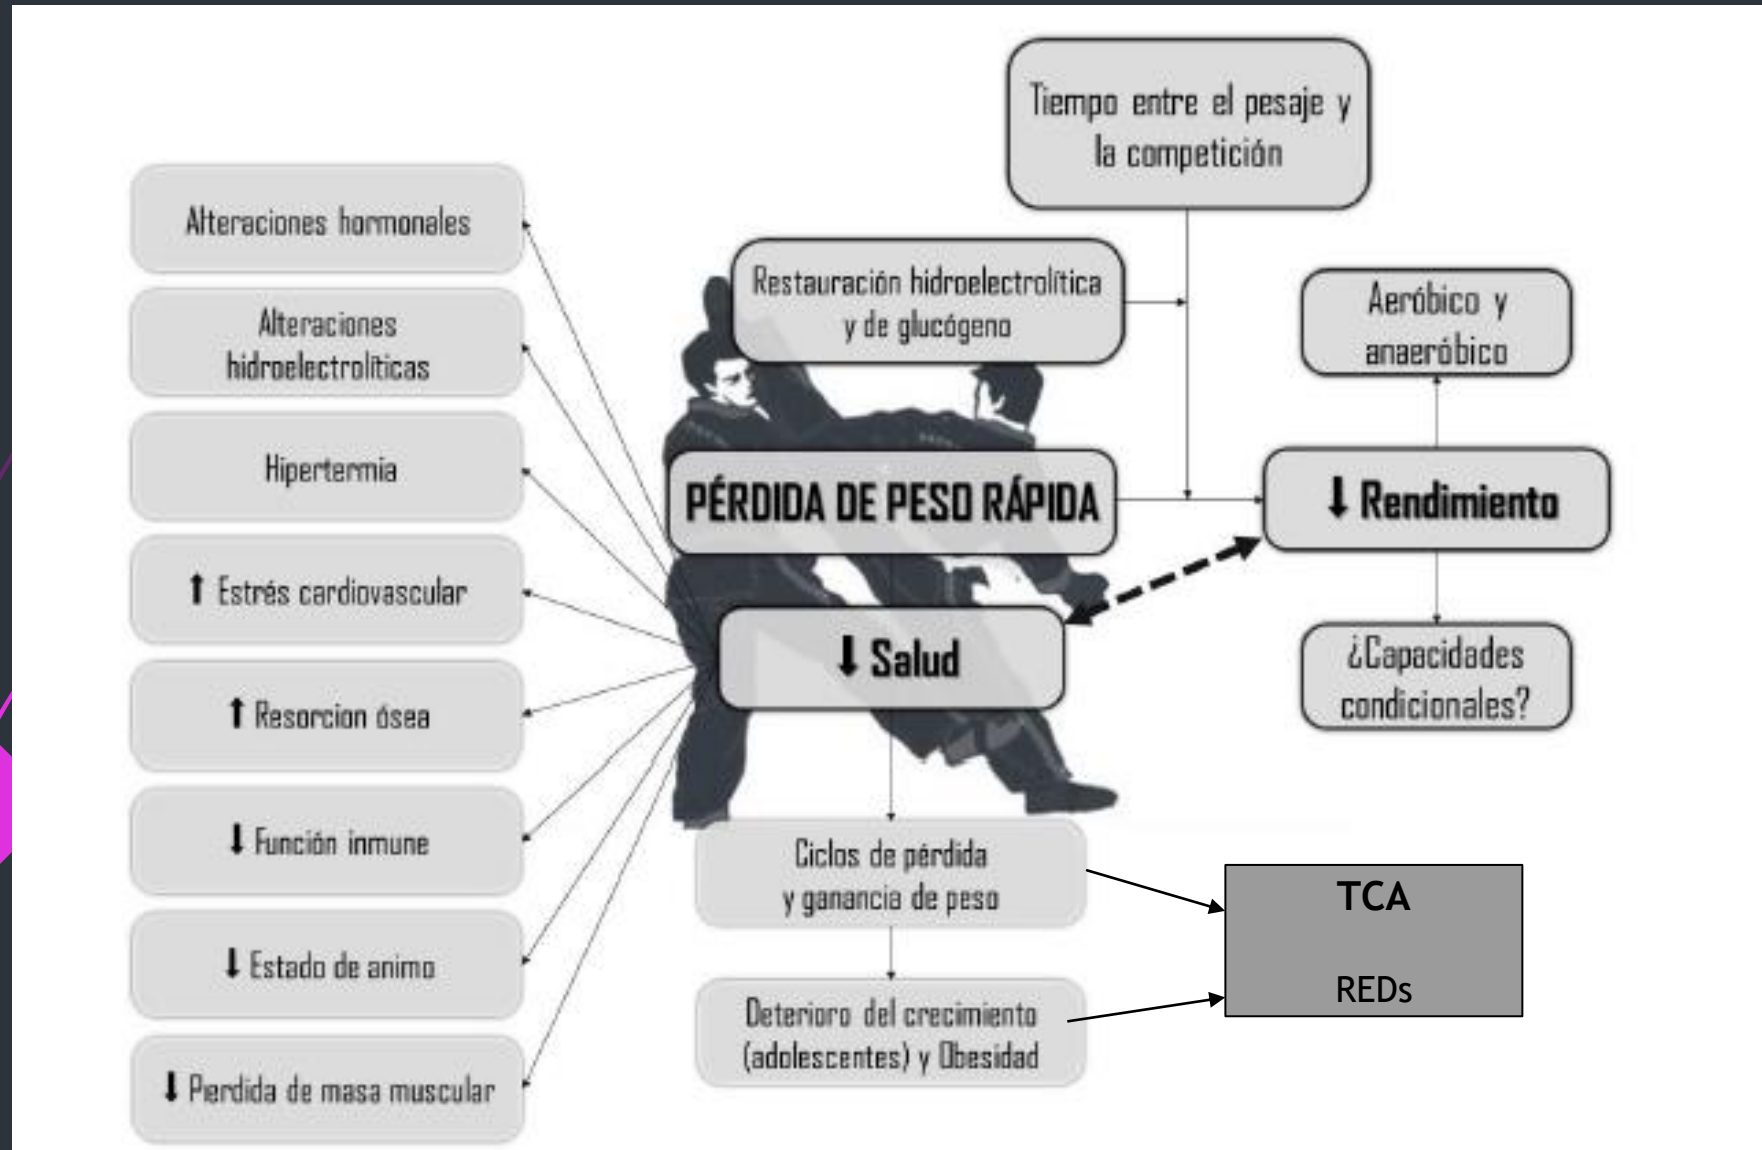 Tiempo entre el pesaje y
la competición
Alteraciones hormonales
Restauración hidroelectrolítica
y de glucógeno
Aeróbico y
anaeróbico
Alteraciones
hidroelectrolíticas
Hipertermia
PÉRDIDA DE PESO RÁPIDA
⬇ Rendimiento
⬆ Estrés cardiovascular
⬇ Salud
¿Capacidades
condicionales?
⬆ Resorcion ósea
⬇ Función inmune
Ciclos de pérdida
y ganancia de peso
TCA
REDs
⬇ Estado de animo
Deterioro del crecimiento
(adolescentes) y Obesidad
⬇ Pierdida de masa muscular